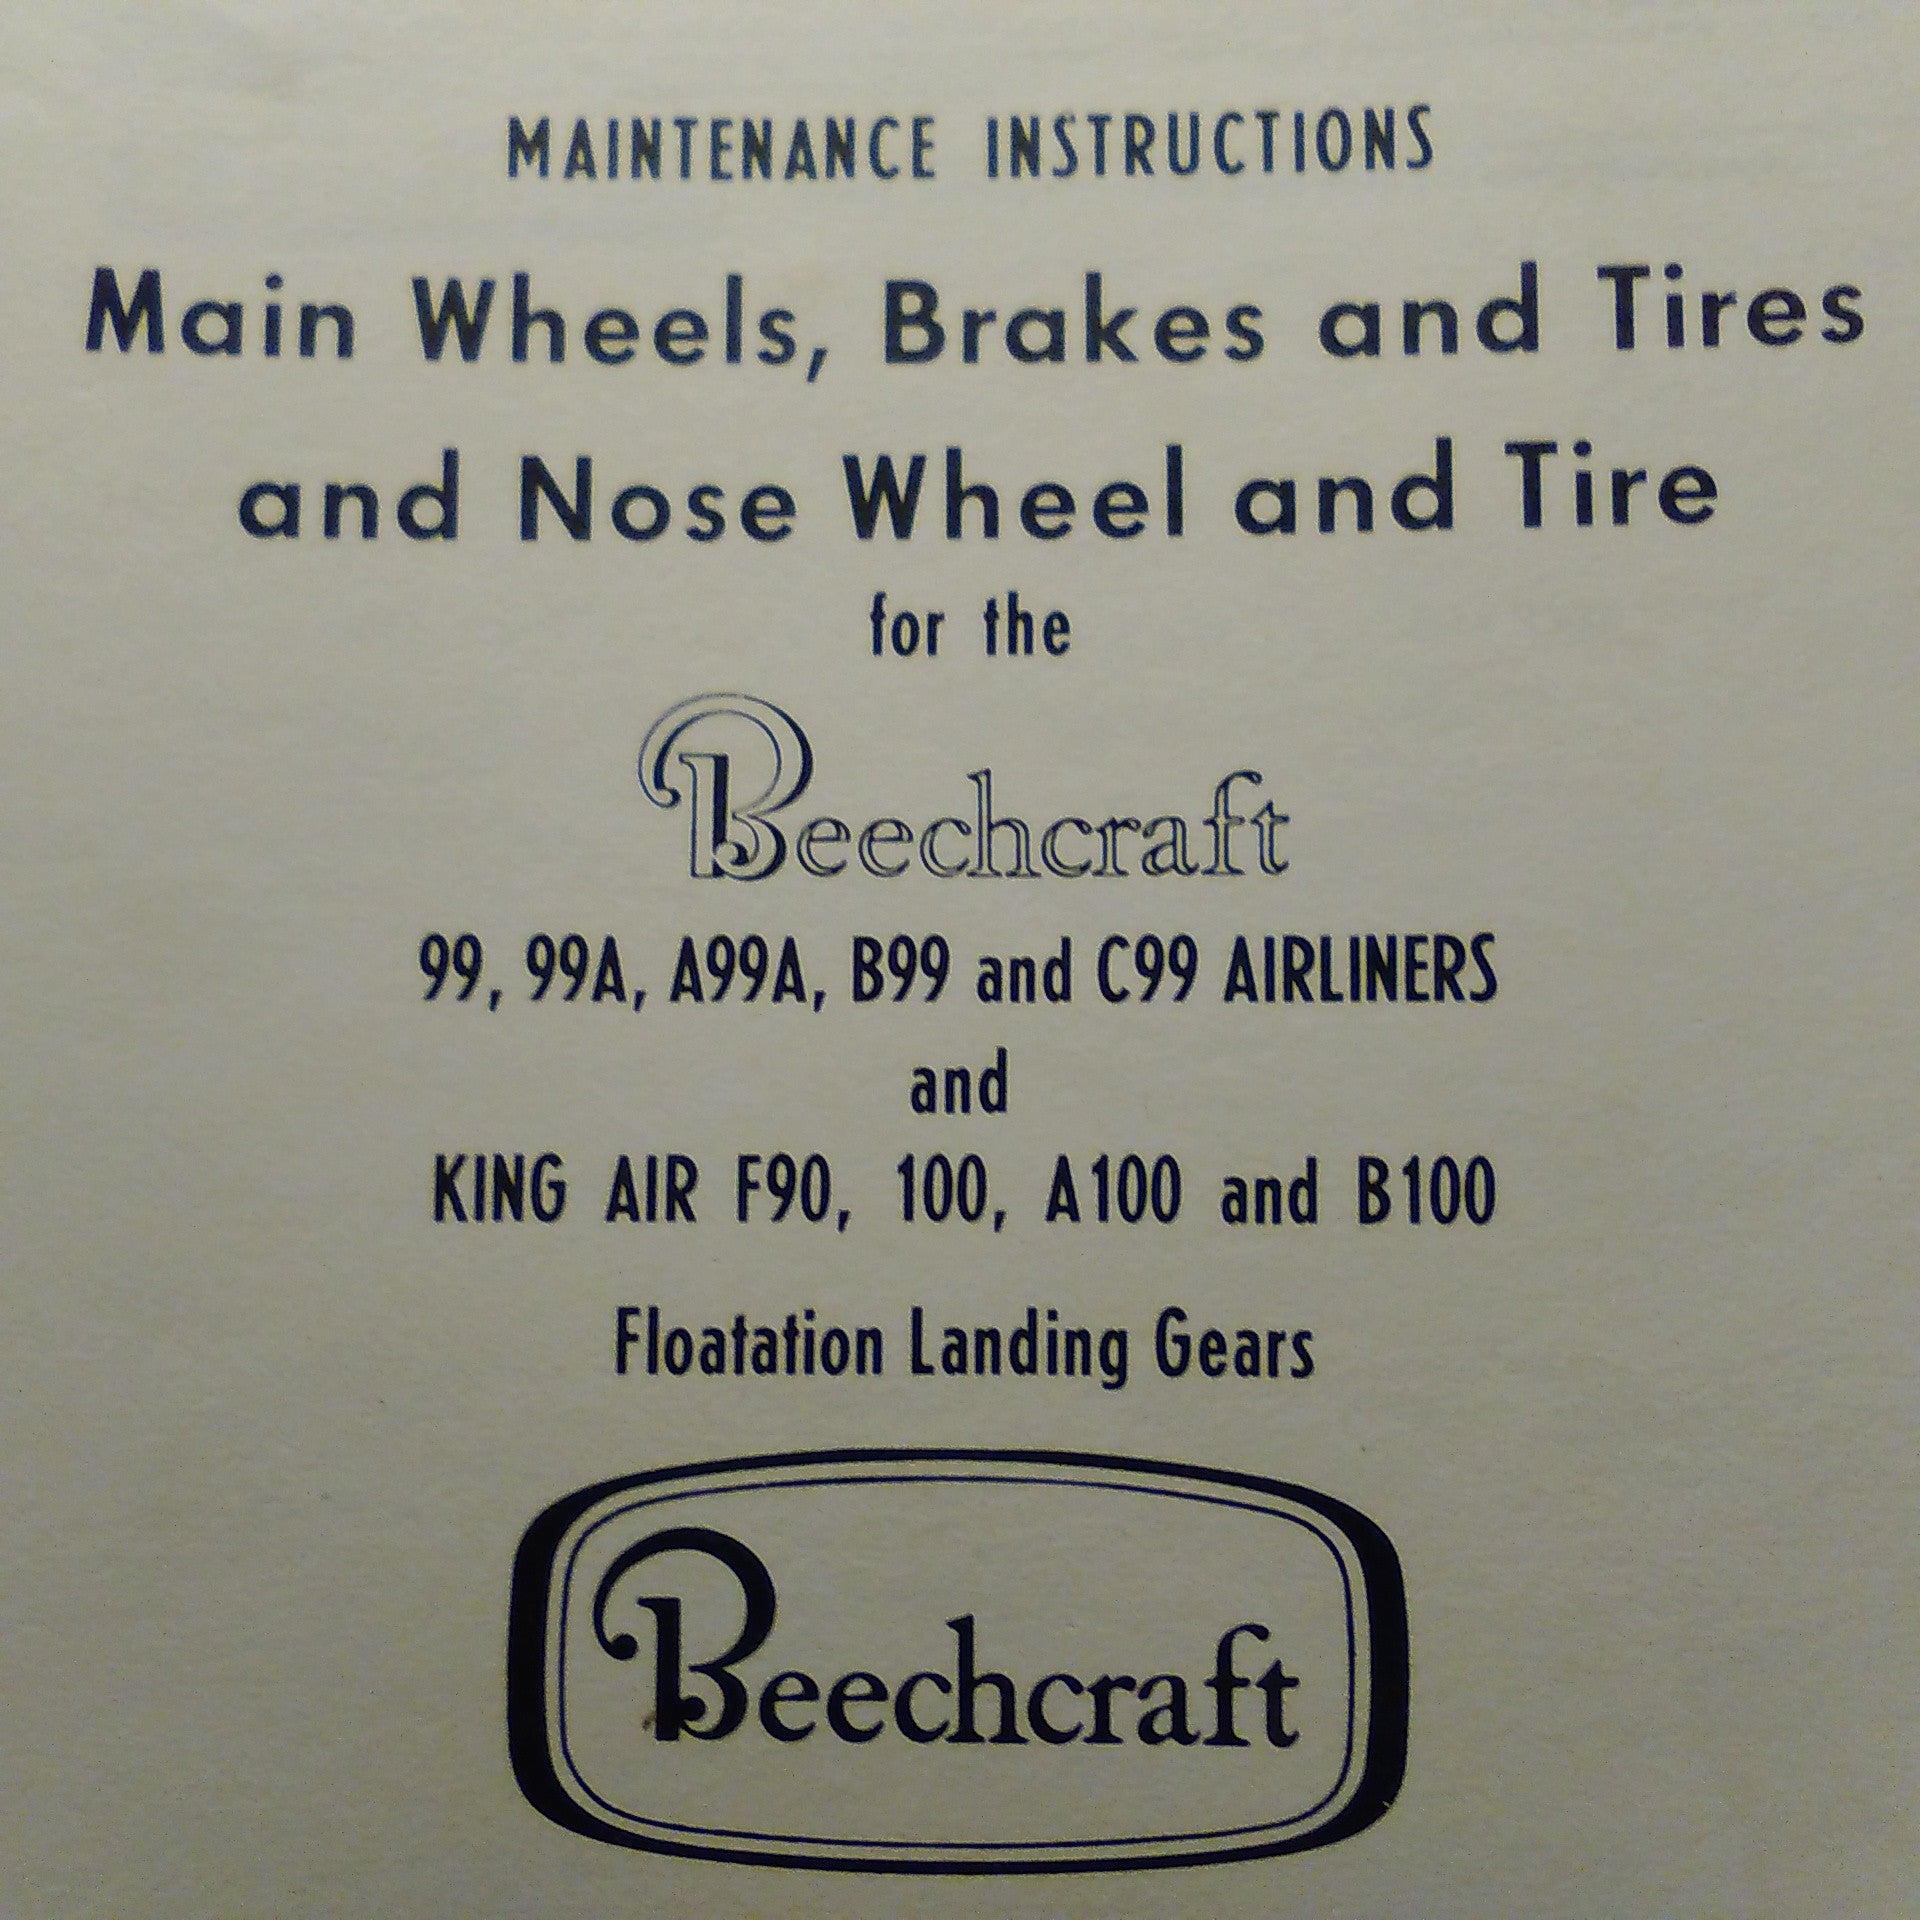 MAINTENANCE INSTRUCTIONS
Main Wheels, Brakes and Tires
and Nose Wheel and Tire
for the
Beechcraft
99, 99A, A99A, B99 and C99 AIRLINERS
and
KING AIR F90, 100, A100 and B100
Floatation Landing Gears
Beechcraft